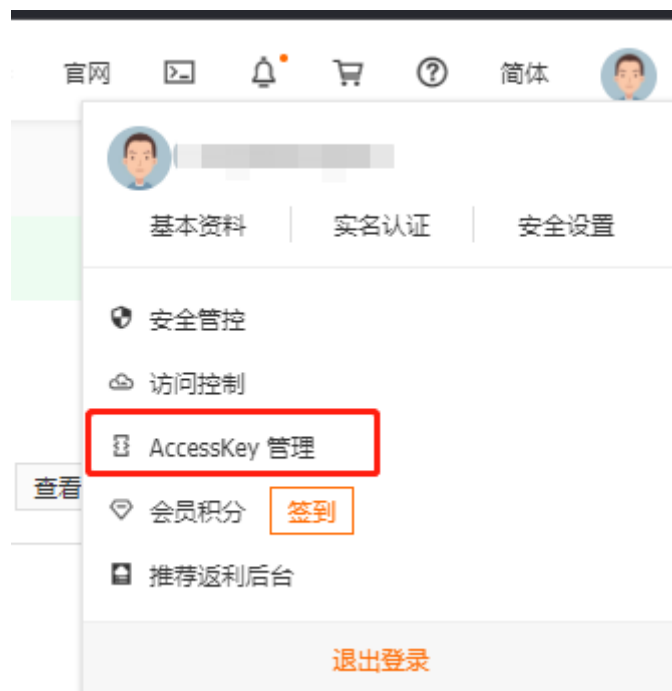 官网 简体
基本资料 实名认证 安全设置
安全管控
访问控制
AccessKey 管理
查看
会员积分 签到
推荐返利后台
退出登录